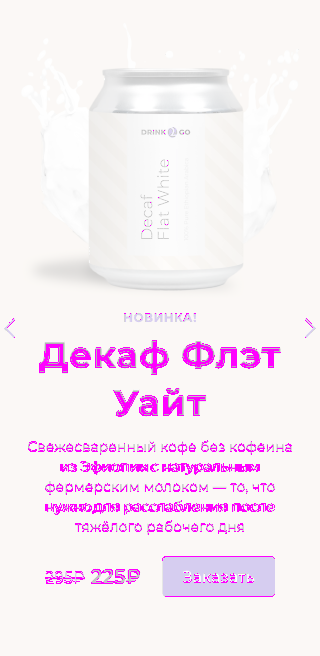 DRINK 2 GO
Decaf
Flat White
НОВИНКА!
Декаф Флэт
Уайт
Свежесваренный кофе без кофеина
из Эфиопии с натуральным
фермерским молоком — то, что
нужно для расслабления после
тяжёлого рабочего дня
225₽
Заказать